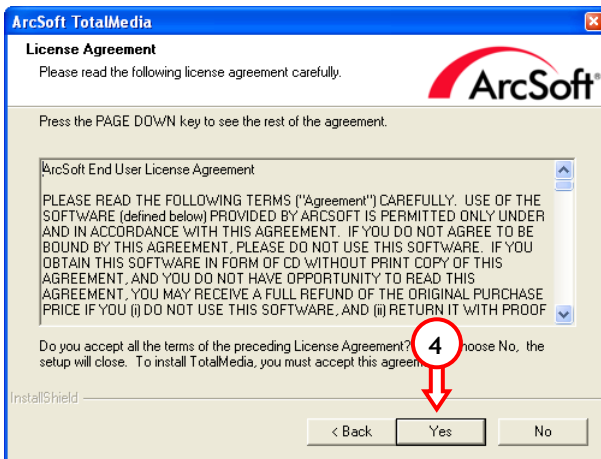 ArcSoft TotalMedia
License Agreement
Please read the following license agreement carefully.
ArcSoft®
Press the PAGE DOWN key to see the rest of the agreement.
ArcSoft End User License Agreement
PLEASE READ THE FOLLOWING TERMS ("Agreement") CAREFULLY. USE OF THE
SOFTWARE (defined below) PROVIDED BY ARCSOFT IS PERMITTED ONLY UNDER
AND IN ACCORDANCE WITH THIS AGREEMENT. IF YOU DO NOT AGREE TO BE
BOUND BY THIS AGREEMENT, PLEASE DO NOT USE THIS SOFTWARE. IF YOU
OBTAIN THIS SOFTWARE IN FORM OF CD WITHOUT PRINT COPY OF THIS
AGREEMENT, AND YOU DO NOT HAVE OPPORTUNITY TO READ THIS
AGREEMENT, YOU MAY RECEIVE A FULL REFUND OF THE ORIGINAL PURCHASE
PRICE IF YOU (i) DO NOT USE THIS SOFTWARE, AND (ii) RETURN IT WITH PROOF
Do you accept all the terms of the preceding License Agreement? hoose No, the
setup will close. To install TotalMedia, you must accept this agreem
4
InstallShield
< Back Yes No